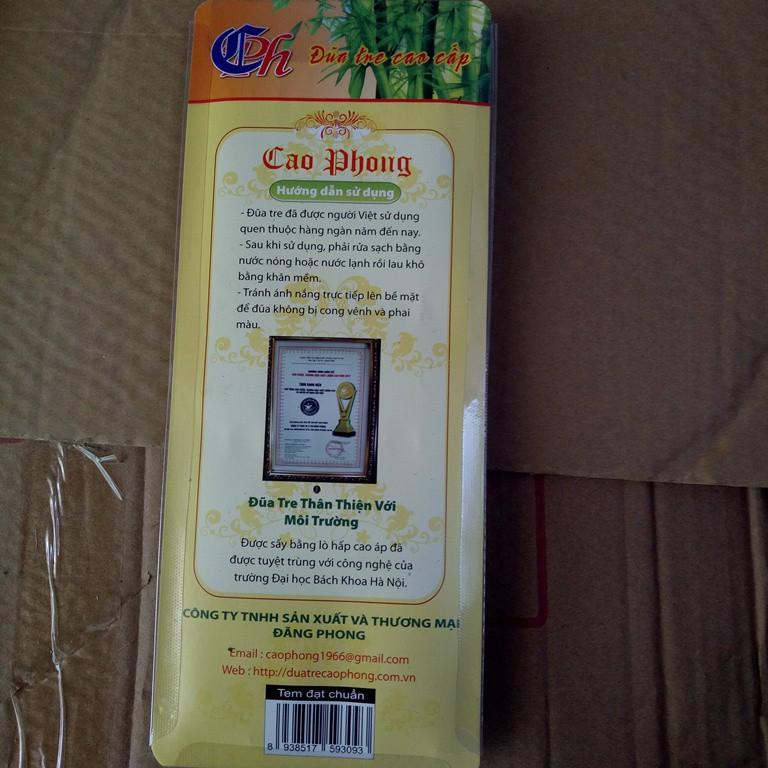 CPh Đũa tre cao cấp
Cao Phong
Hướng dẫn sử dụng
- Đũa tre đã được người Việt sử dụng
quen thuộc hàng ngàn năm đến nay.
- Sau khi sử dụng, phải rửa sạch bằng
nước nóng hoặc nước lạnh rồi lau khô
bằng khăn mềm.
- Tránh ánh nắng trực tiếp lên bề mặt
để đũa không bị cong vênh và phai
màu.
Đũa Tre Thân Thiện Với
Môi Trường
Được sấy bằng lò hấp cao áp đã
được tuyệt trùng với công nghệ của
trường Đại học Bách Khoa Hà Nội.
CÔNG TY TNHH SẢN XUẤT VÀ THƯƠNG MẠI
ĐĂNG PHONG
Email : caophong1966@gmail.com
Web : http://duatrecaophong.com.vn
Tem đạt chuẩn
8 938517 593093